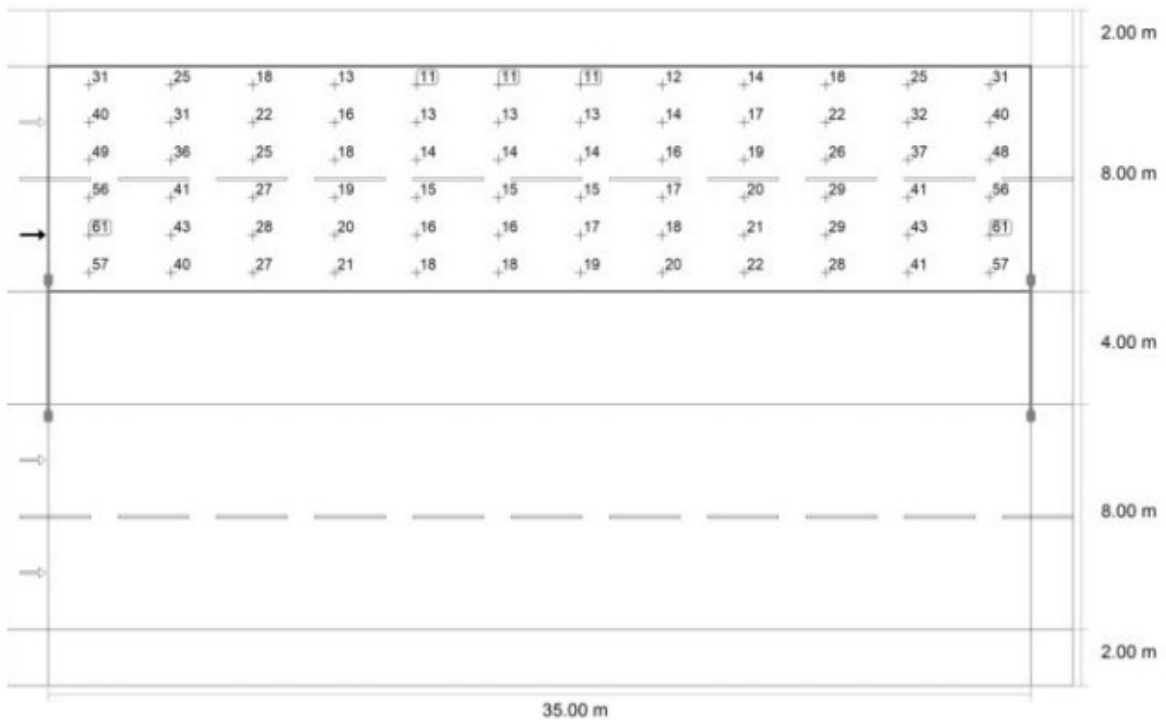 2.00 m
31 25 18 13 11 11 11 12 14 18 25 31
40 31 22 16 13 13 13 14 17 22 32 40
49 36 25 18 14 14 14 16 19 26 37 48
8.00 m
56 41 27 19 15 15 15 17 20 29 41 56
61 43 28 20 16 16 17 18 21 29 43 61
57 40 27 21 18 18 19 20 22 28 41 57
4.00 m
8.00 m
2.00 m
35.00 m